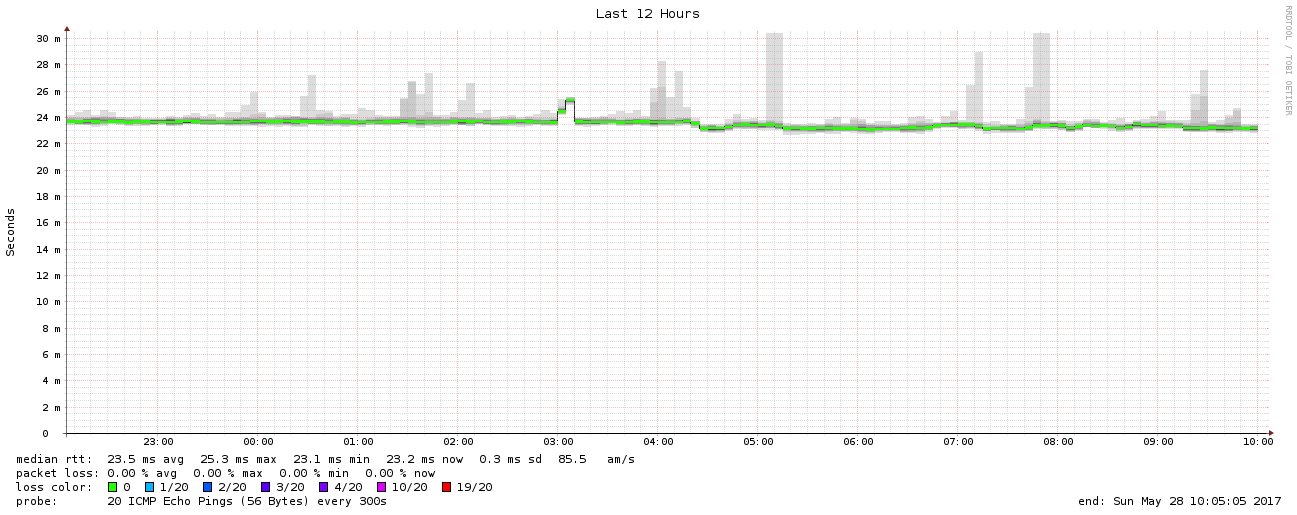 Last 12 Hours
RRDTOOL / TOBI OETIKER
Seconds
30 m
28 m
26 m
24 m
22 m
20 m
18 m
16 m
14 m
12 m
10 m
8 m
6 m
4 m
2 m
0
23:00 00:00 01:00 02:00 03:00 04:00 05:00 06:00 07:00 08:00 09:00 10:00
median rtt: 23.5 ms avg 25.3 ms max 23.1 ms min 23.2 ms now 0.3 ms sd 85.5 am/s
packet loss: 0.00 % avg 0.00 % max 0.00 % min 0.00 % now
loss color: 0 1/20 2/20 3/20 4/20 10/20 19/20
probe: 20 ICMP Echo Pings (56 Bytes) every 300s end: Sun May 28 10:05:05 2017